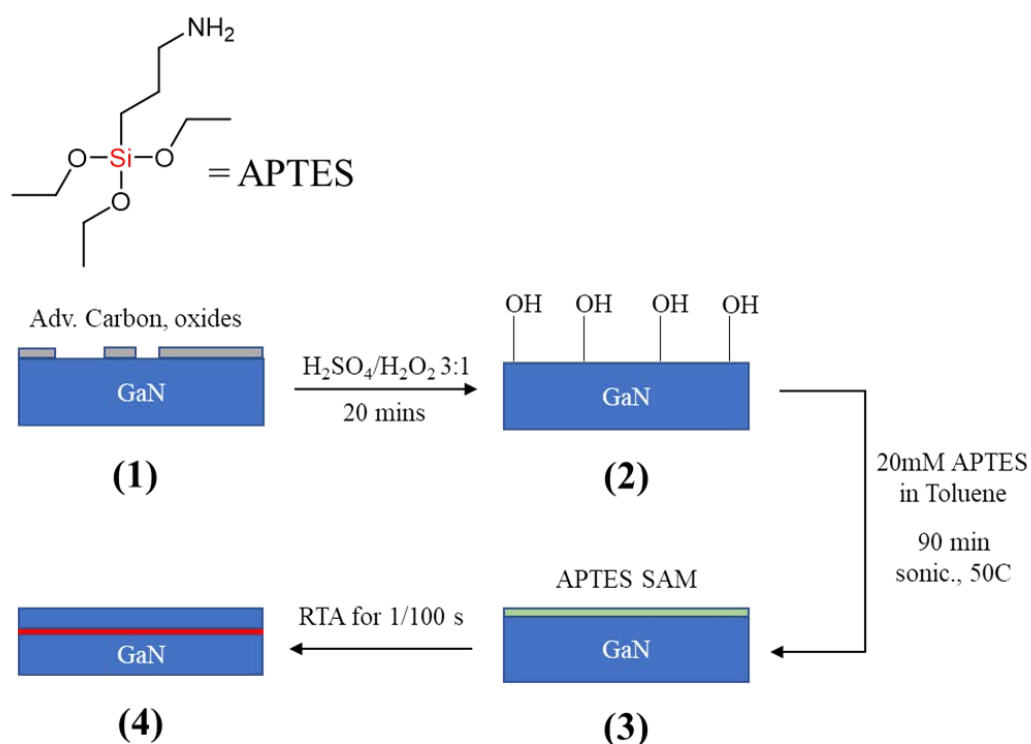 NH₂
O
Si
O
O
= APTES
Adv. Carbon, oxides
GaN
(1)
H₂SO₄/H₂O₂ 3:1
20 mins
OH OH OH OH
GaN
(2)
20mM APTES
in Toluene
90 min
sonic., 50C
APTES SAM
GaN
(3)
RTA for 1/100 s
GaN
(4)